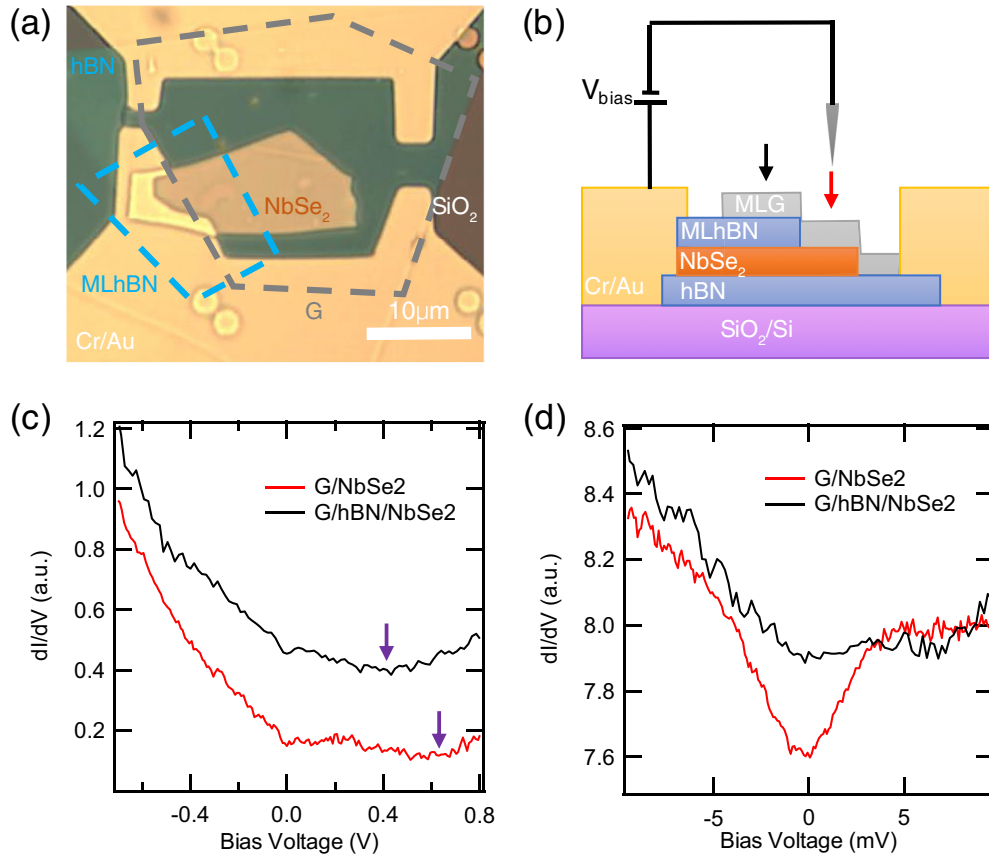 (a)
hBN
NbSe₂
SiO₂
MLhBN
G
10μm
Cr/Au
(b)
V_bias
MLG
MLhBN
NbSe₂
Cr/Au
hBN
SiO₂/Si
(c)
1.2
1.0
0.8
0.6
0.4
0.2
dI/dV (a.u.)
G/NbSe2
G/hBN/NbSe2
-0.4
0.0
0.4
0.8
Bias Voltage (V)
(d)
8.6
8.4
8.2
8.0
7.8
7.6
dI/dV (a.u.)
G/NbSe2
G/hBN/NbSe2
-5
0
5
Bias Voltage (mV)